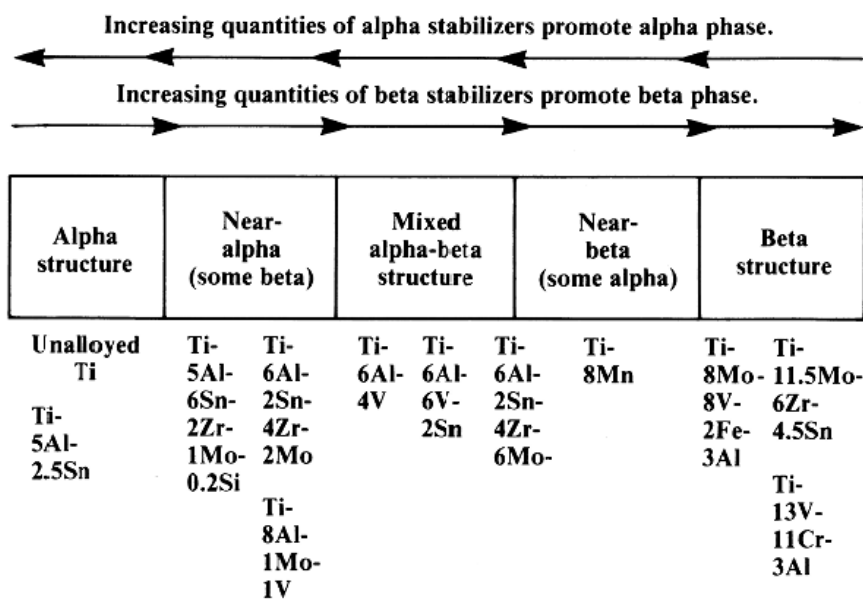 Increasing quantities of alpha stabilizers promote alpha phase.
Increasing quantities of beta stabilizers promote beta phase.
Alpha
structure
Near-
alpha
(some beta)
Mixed
alpha-beta
structure
Near-
beta
(some alpha)
Beta
structure
Unalloyed
Ti
Ti-
5Al-
2.5Sn
Ti-
5Al-
6Sn-
2Zr-
1Mo-
0.2Si
Ti-
6Al-
2Sn-
4Zr-
2Mo
Ti-
8Al-
1Mo-
1V
Ti-
6Al-
4V
Ti-
6Al-
6V-
2Sn
Ti-
6Al-
2Sn-
4Zr-
6Mo-
Ti-
8Mn
Ti-
8Mo-
8V-
2Fe-
3Al
Ti-
11.5Mo-
6Zr-
4.5Sn
Ti-
13V-
11Cr-
3Al